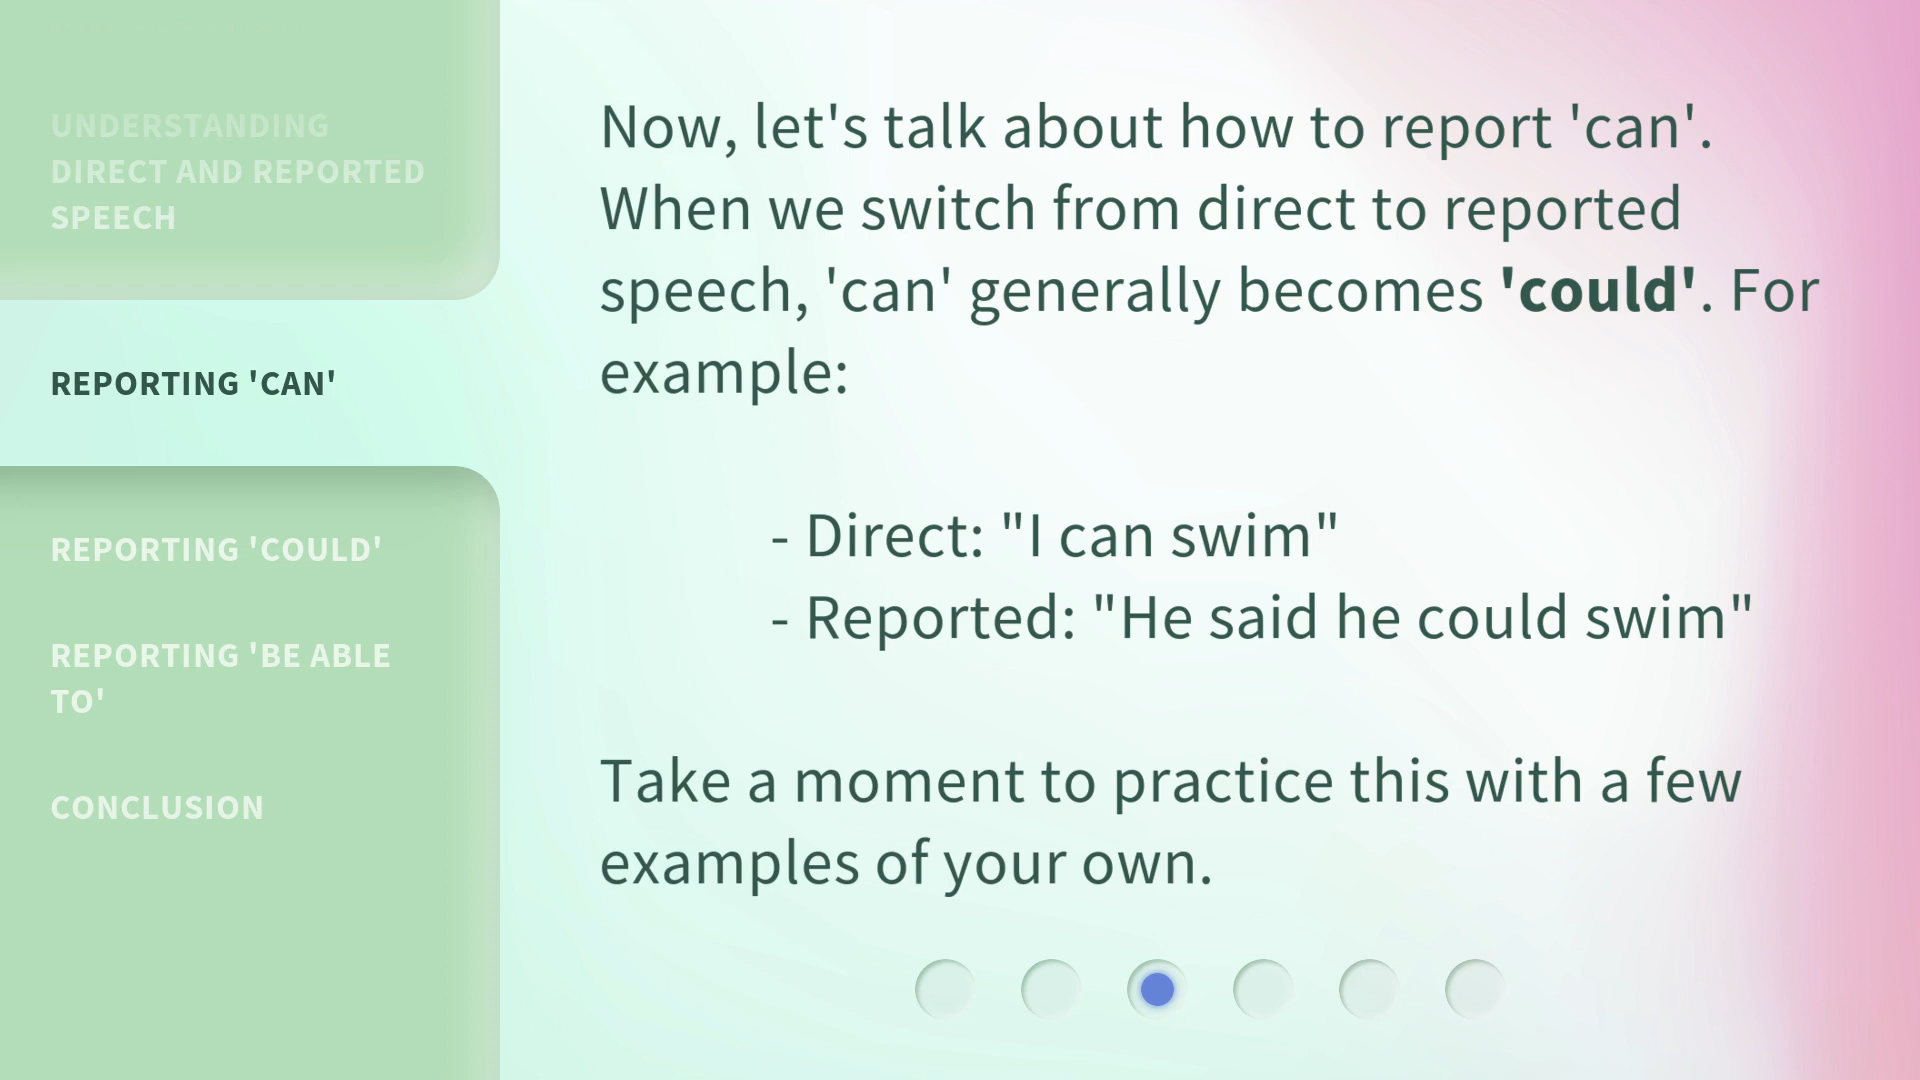 UNDERSTANDING
DIRECT AND REPORTED
SPEECH
REPORTING 'CAN'
REPORTING 'COULD'
REPORTING 'BE ABLE
TO'
CONCLUSION
Now, let's talk about how to report 'can'.
When we switch from direct to reported
speech, 'can' generally becomes 'could'. For
example:
- Direct: "I can swim"
- Reported: "He said he could swim"
Take a moment to practice this with a few
examples of your own.